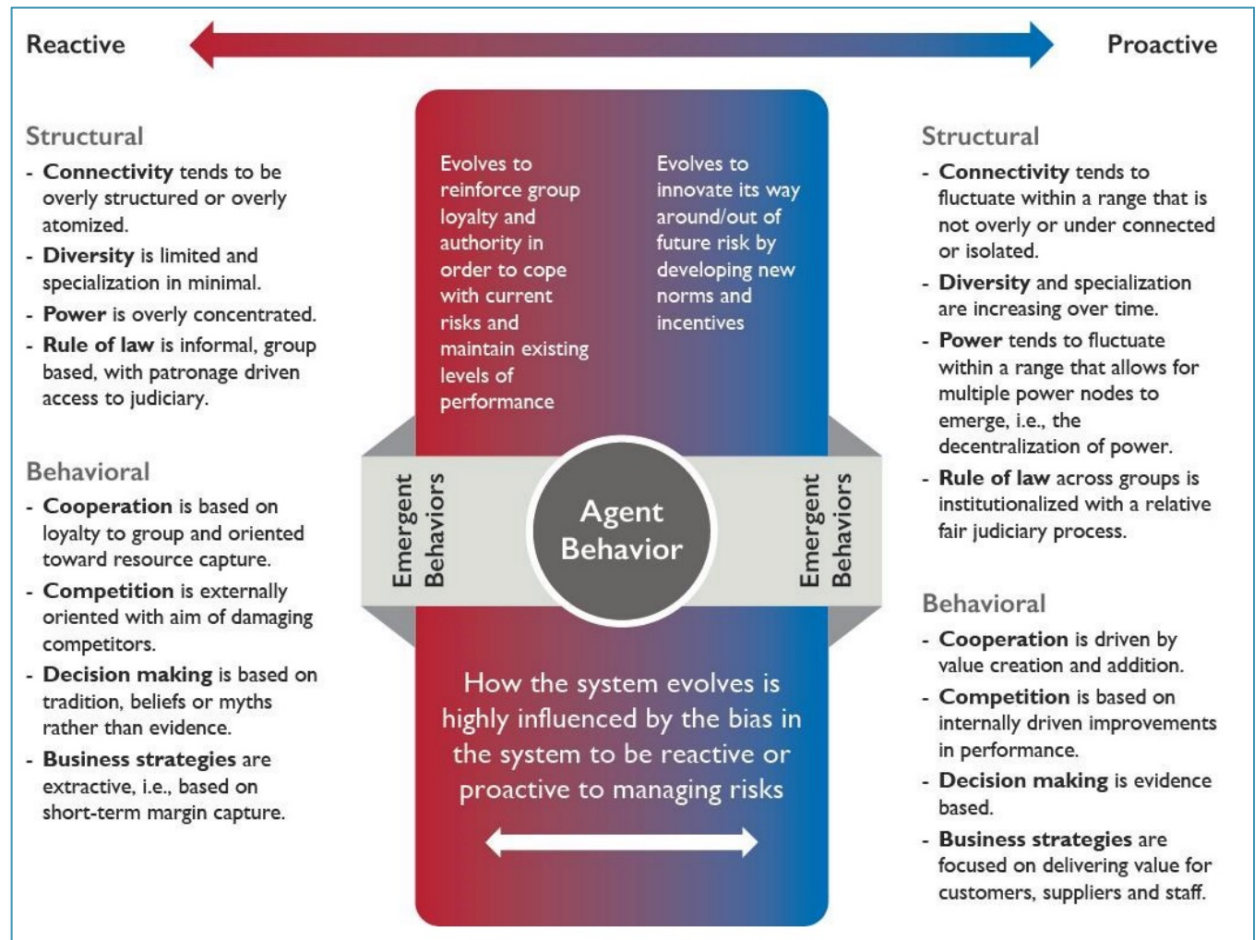 Reactive
Proactive
Structural
- Connectivity tends to be
overly structured or overly
atomized.
- Diversity is limited and
specialization in minimal.
- Power is overly concentrated.
- Rule of law is informal, group
based, with patronage driven
access to judiciary.
Behavioral
- Cooperation is based on
loyalty to group and oriented
toward resource capture.
- Competition is externally
oriented with aim of damaging
competitors.
- Decision making is based on
tradition, beliefs or myths
rather than evidence.
- Business strategies are
extractive, i.e., based on
short-term margin capture.
Evolves to
reinforce group
loyalty and
authority in
order to cope
with current
risks and
maintain existing
levels of
performance
Evolves to
innovate its way
around/out of
future risk by
developing new
norms and
incentives
Emergent
Behaviors
Agent
Behavior
Emergent
Behaviors
How the system evolves is
highly influenced by the bias in
the system to be reactive or
proactive to managing risks
Structural
- Connectivity tends to
fluctuate within a range that is
not overly or under connected
or isolated.
- Diversity and specialization
are increasing over time.
- Power tends to fluctuate
within a range that allows for
multiple power nodes to
emerge, i.e., the
decentralization of power.
- Rule of law across groups is
institutionalized with a relative
fair judiciary process.
Behavioral
- Cooperation is driven by
value creation and addition.
- Competition is based on
internally driven improvements
in performance.
- Decision making is evidence
based.
- Business strategies are
focused on delivering value for
customers, suppliers and staff.